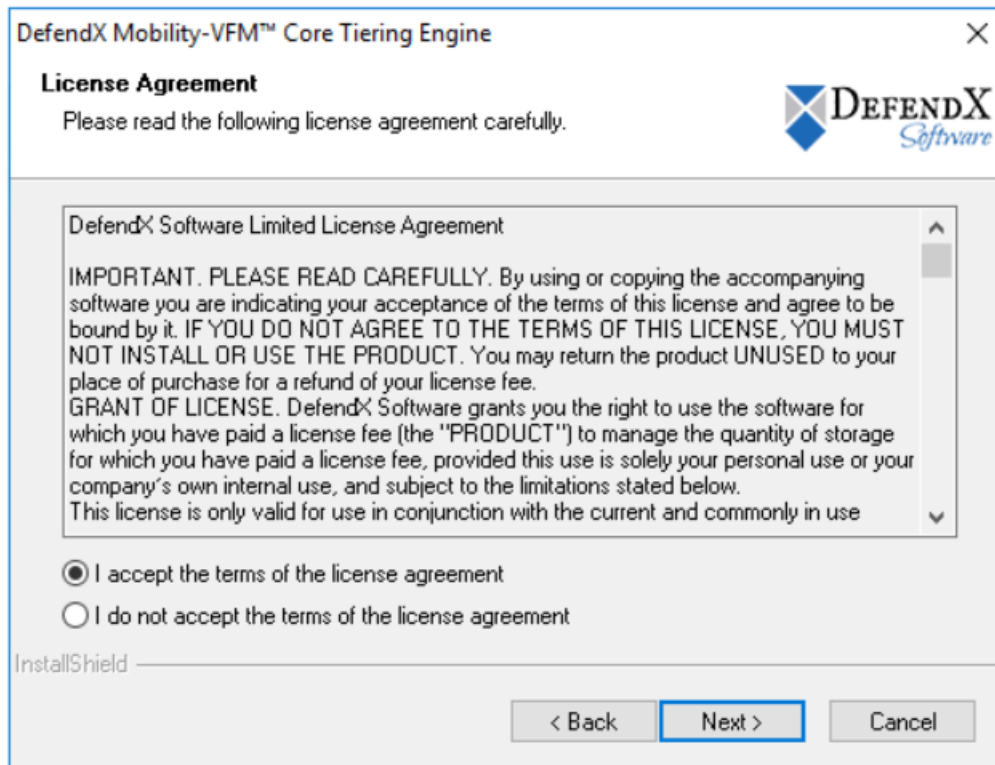 DefendX Mobility-VFM™ Core Tiering Engine
License Agreement
Please read the following license agreement carefully.
DEFENDX
Software
DefendX Software Limited License Agreement
IMPORTANT. PLEASE READ CAREFULLY. By using or copying the accompanying
software you are indicating your acceptance of the terms of this license and agree to be
bound by it. IF YOU DO NOT AGREE TO THE TERMS OF THIS LICENSE, YOU MUST
NOT INSTALL OR USE THE PRODUCT. You may return the product UNUSED to your
place of purchase for a refund of your license fee.
GRANT OF LICENSE. DefendX Software grants you the right to use the software for
which you have paid a license fee (the "PRODUCT") to manage the quantity of storage
for which you have paid a license fee, provided this use is solely your personal use or your
company's own internal use, and subject to the limitations stated below.
This license is only valid for use in conjunction with the current and commonly in use
I accept the terms of the license agreement
I do not accept the terms of the license agreement
InstallShield
< Back Next > Cancel